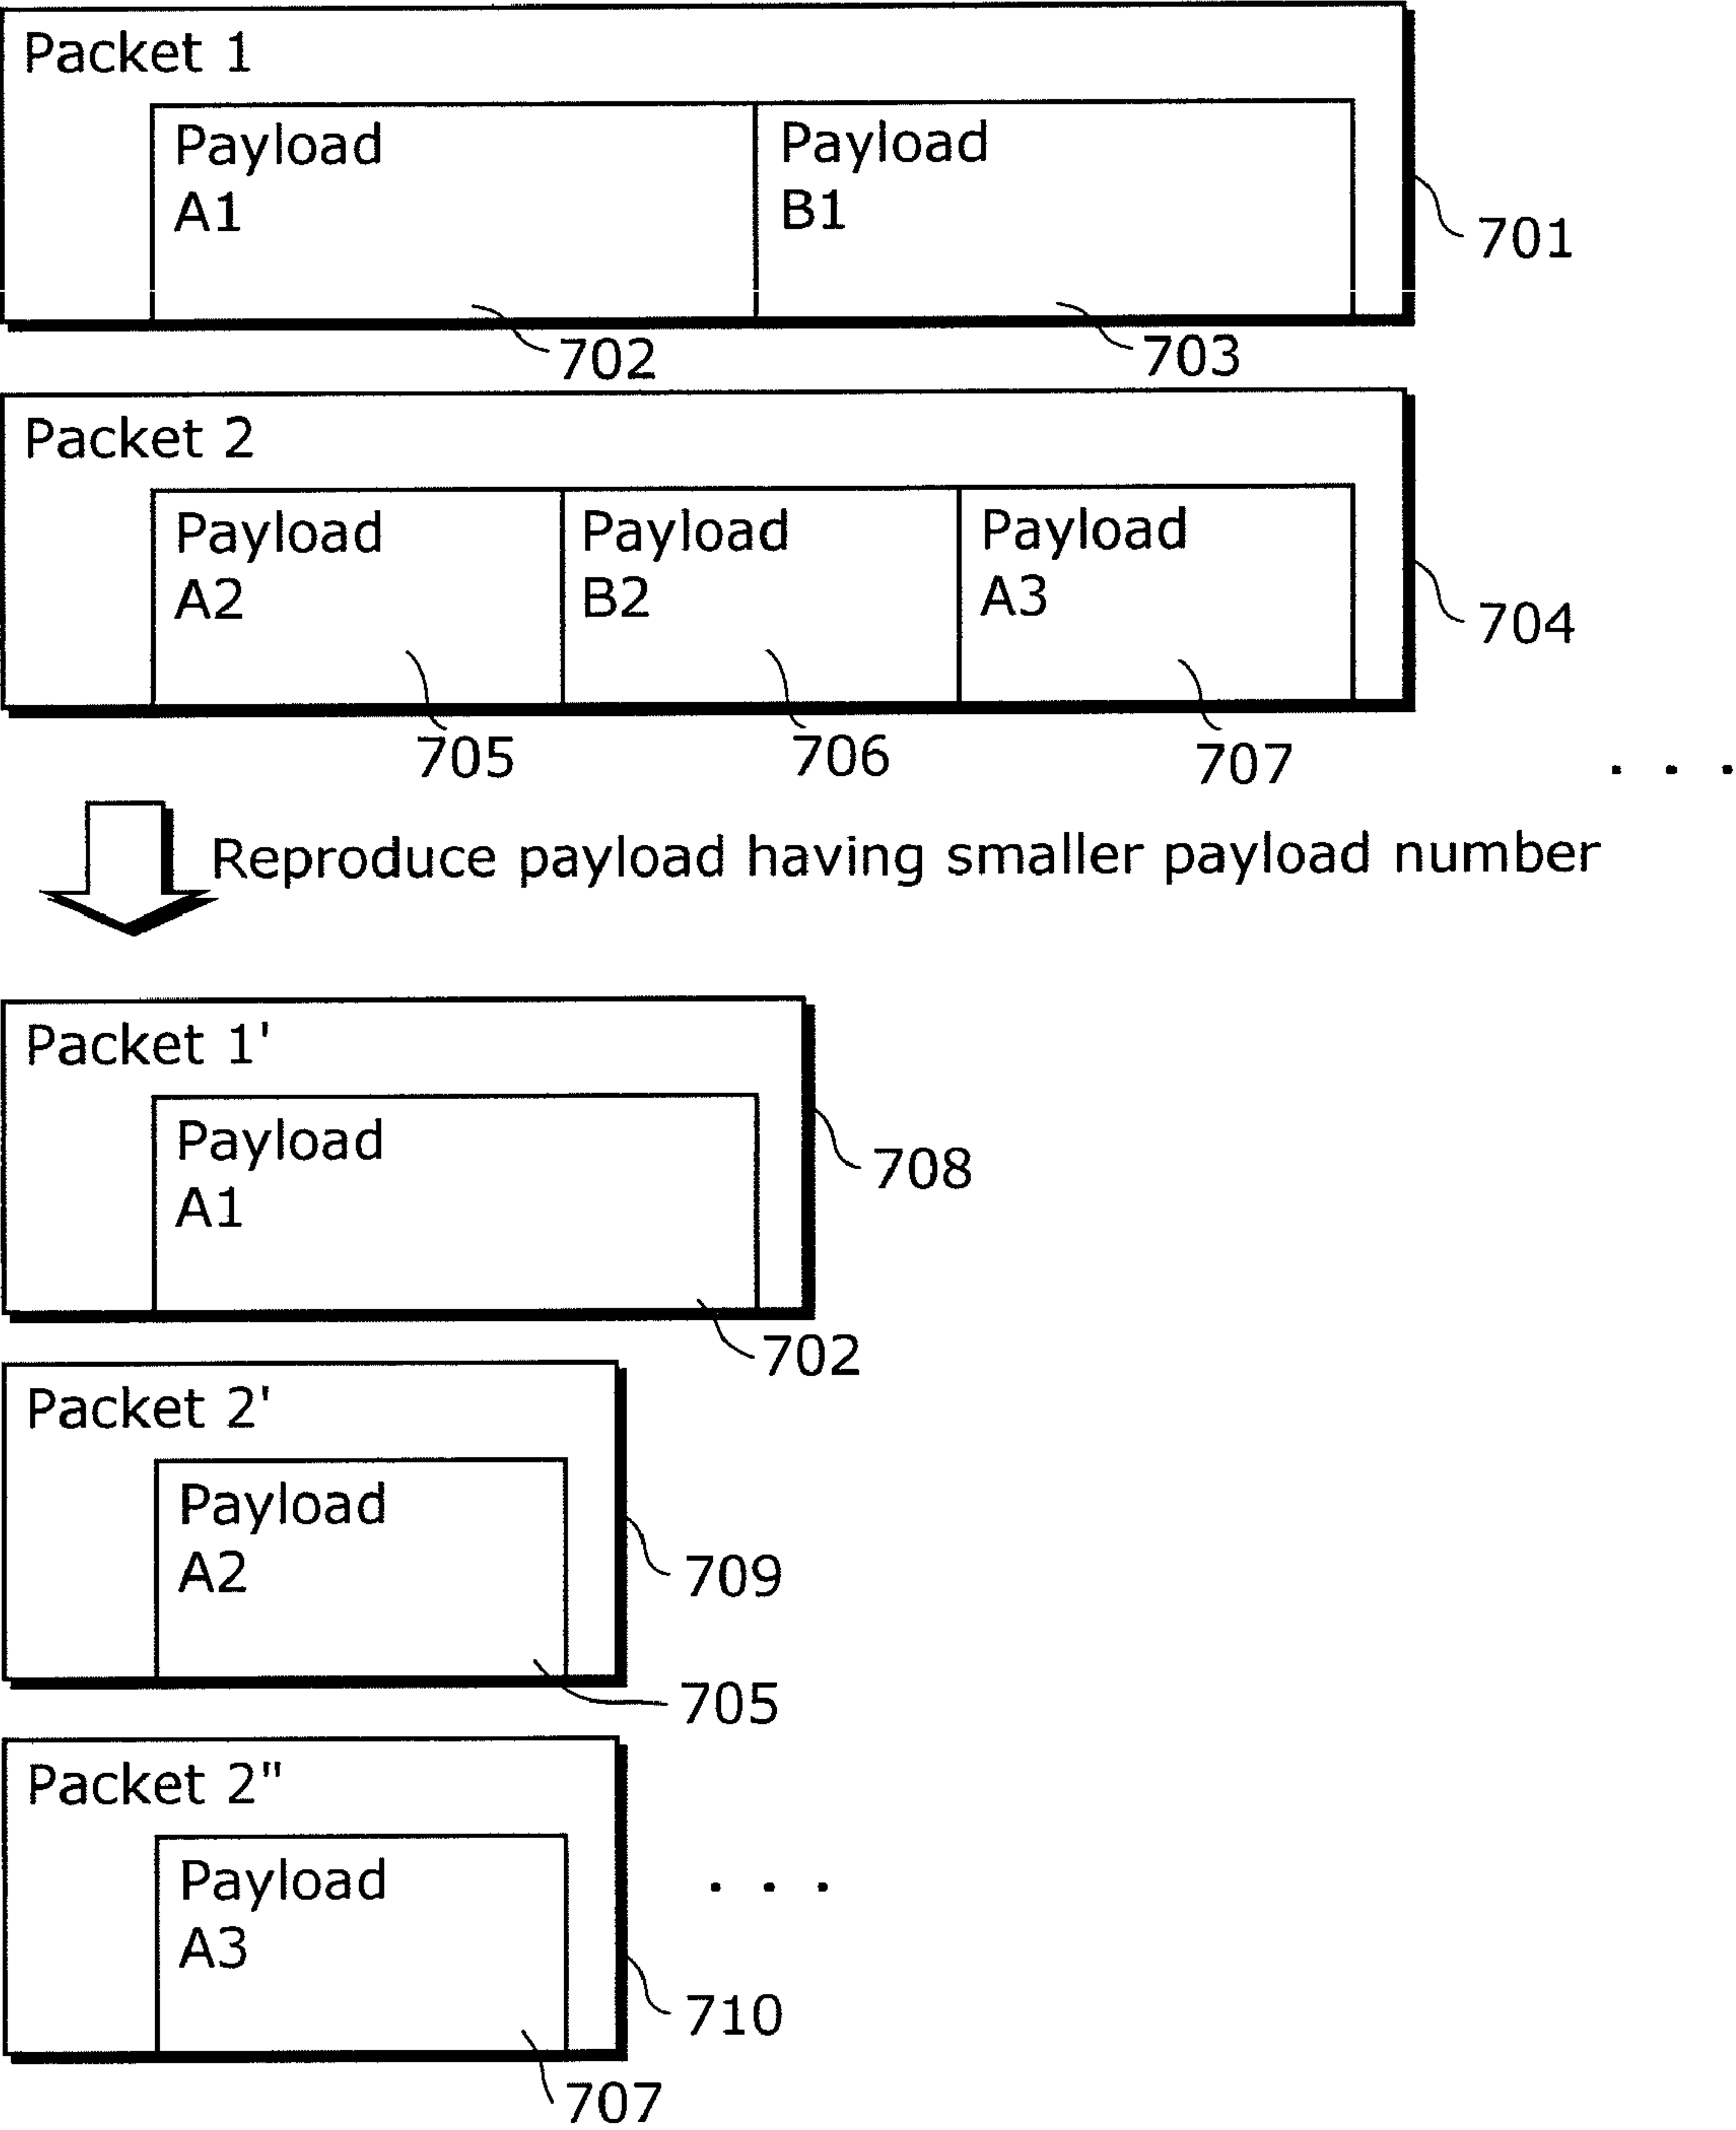 Packet 1
Payload
A1
Payload
B1
701
702
703
Packet 2
Payload
A2
Payload
B2
Payload
A3
704
705
706
707
. . .
Reproduce payload having smaller payload number
Packet 1'
Payload
A1
708
702
Packet 2'
Payload
A2
709
705
Packet 2"
Payload
A3
. . .
710
707